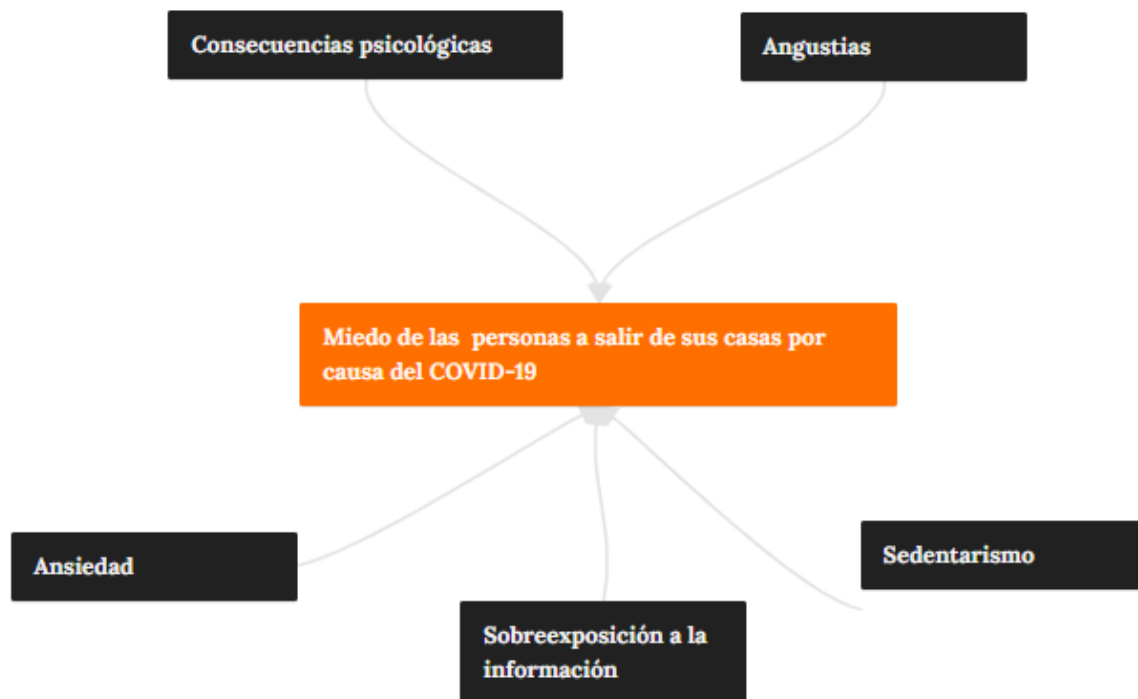 Consecuencias psicológicas
Angustias
Miedo de las personas a salir de sus casas por
causa del COVID-19
Ansiedad
Sedentarismo
Sobreexposición a la
información